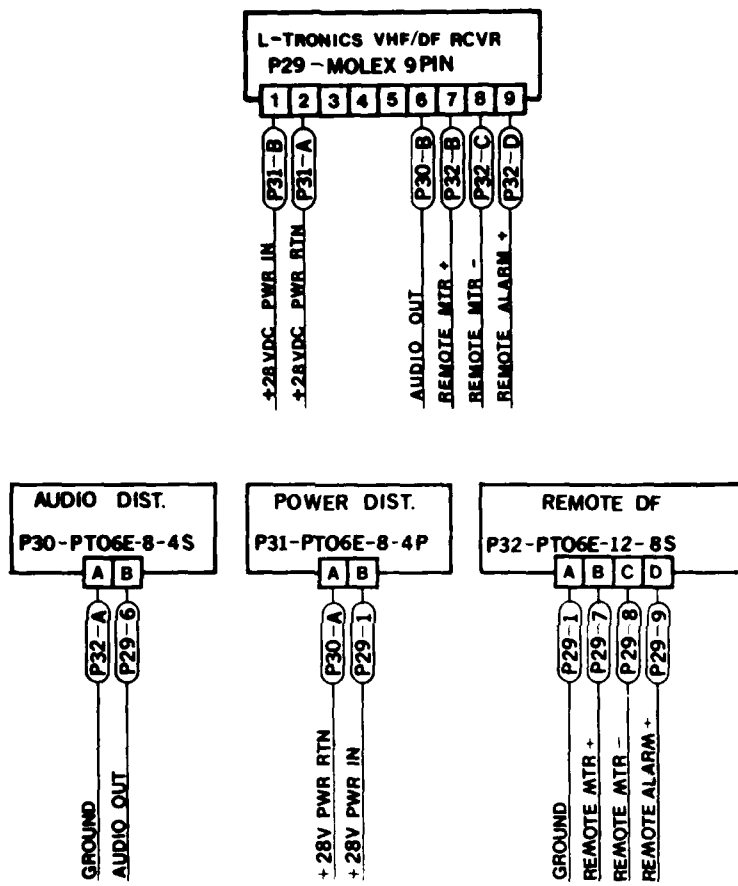 L-TRONICS VHF/DF RCVR
P29-MOLEX 9PIN
1 2 3 4 5 6 7 8 9
P31-B P31-A P30-B P32-B P32-C P32-D
+28VDC PWR IN
+28VDC PWR RTN
AUDIO OUT
REMOTE MTR +
REMOTE MTR -
REMOTE ALARM +
AUDIO DIST.
P30-PTO6E-8-4S
A B
P32-A P29-6
GROUND
AUDIO OUT
POWER DIST.
P31-PTO6E-8-4P
A B
P30-A P29-1
+28V PWR RTN
+28V PWR IN
REMOTE DF
P32-PTO6E-12-8S
A B C D
P29-1 P29-7 P29-8 P29-9
GROUND
REMOTE MTR +
REMOTE MTR -
REMOTE ALARM +